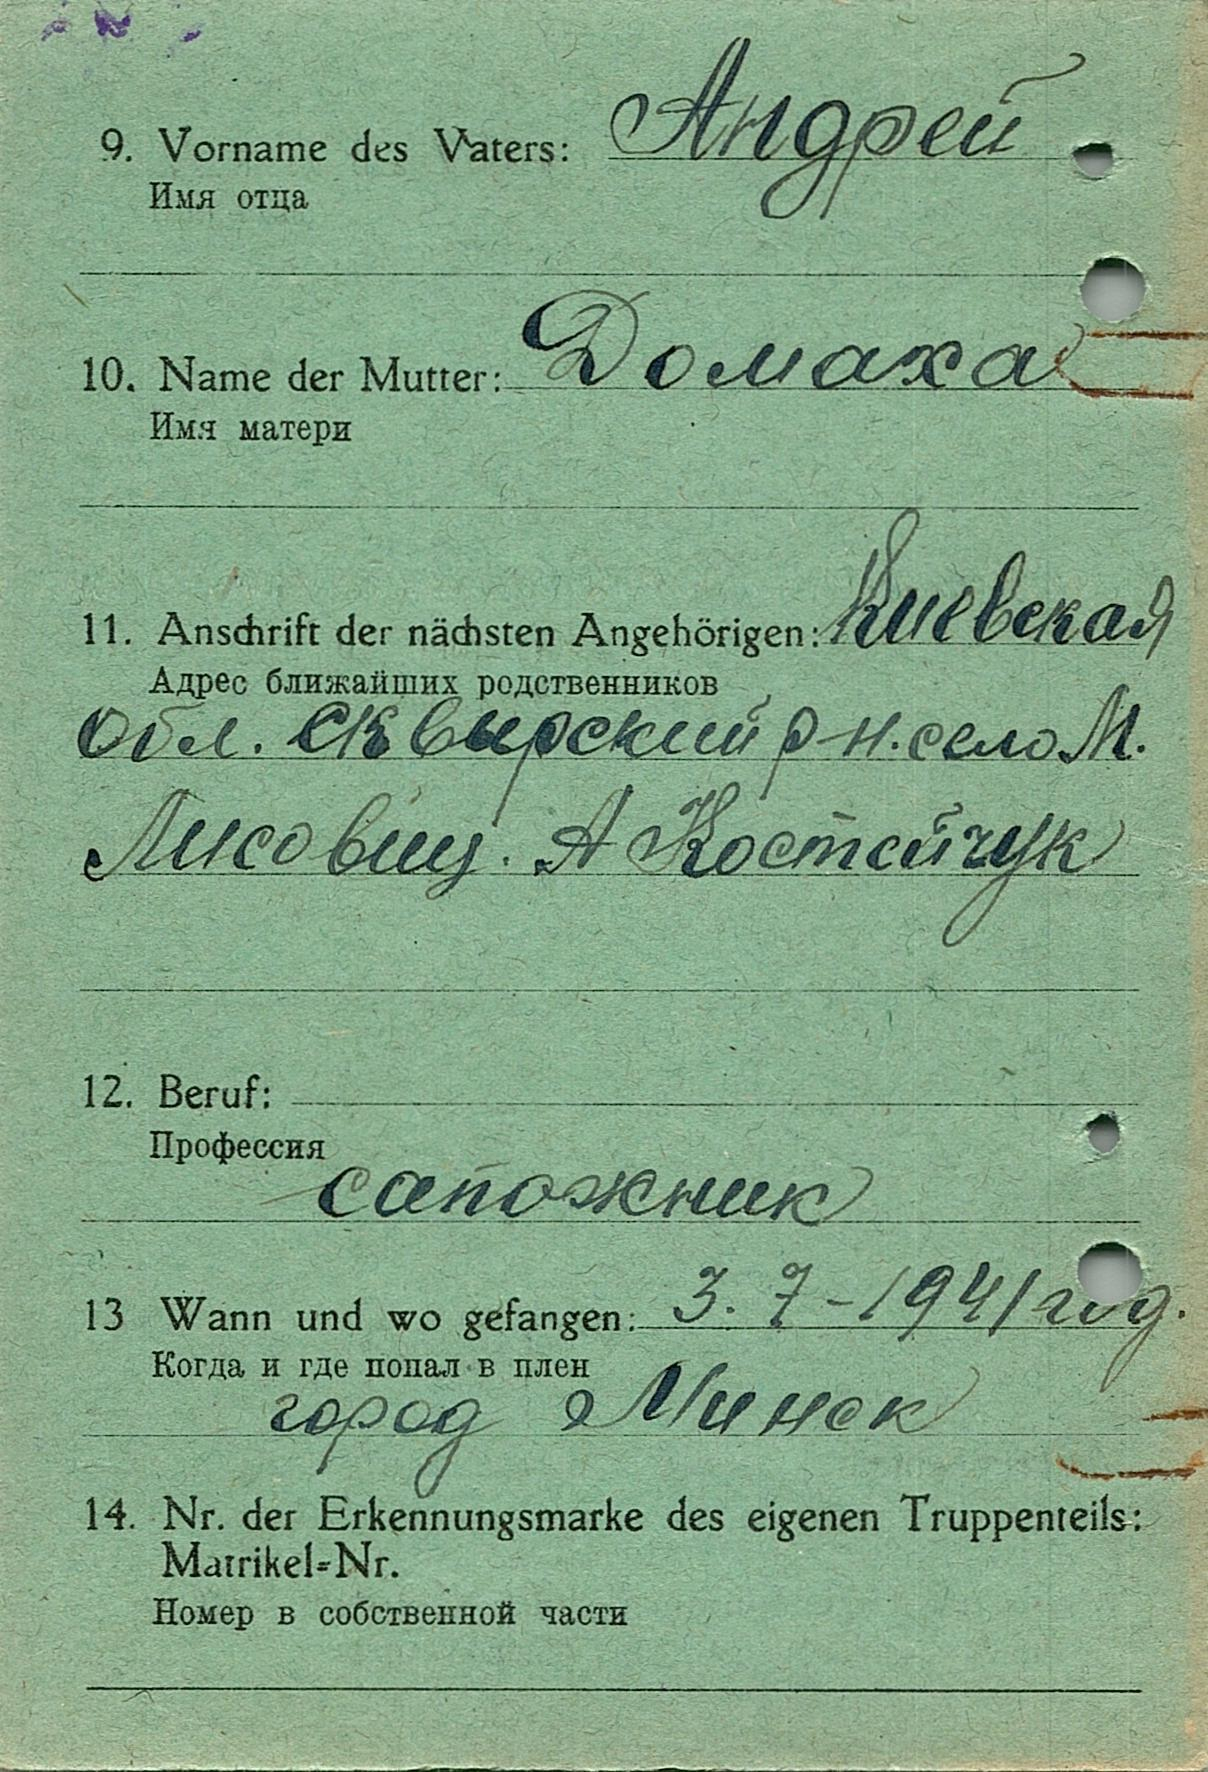 9. Vorname des Vaters: Андрей
Имя отца
10. Name der Mutter: Домаха
Имя матери
11. Anschrift der nächsten Angehörigen: Киевская
Адрес ближайших родственников
обл. сквырский р-н. село М.
Лисовцы. А Костейчук
12. Beruf:
Профессия
сапожник
13 Wann und wo gefangen: 3. 7-1941 год.
Когда и где попал в плен
город Минск
14. Nr. der Erkennungsmarke des eigenen Truppenteils:
Matrikel=Nr.
Номер в собственной части